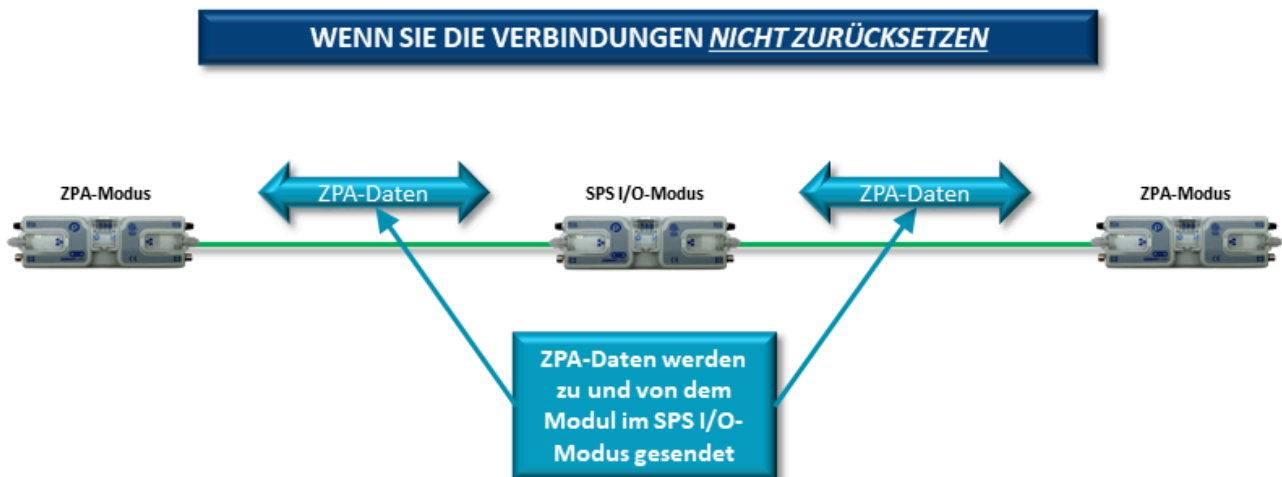 WENN SIE DIE VERBINDUNGEN NICHT ZURÜCKSETZEN
ZPA-Modus
ZPA-Daten
SPS I/O-Modus
ZPA-Daten
ZPA-Modus
ZPA-Daten werden
zu und von dem
Modul im SPS I/O-
Modus gesendet